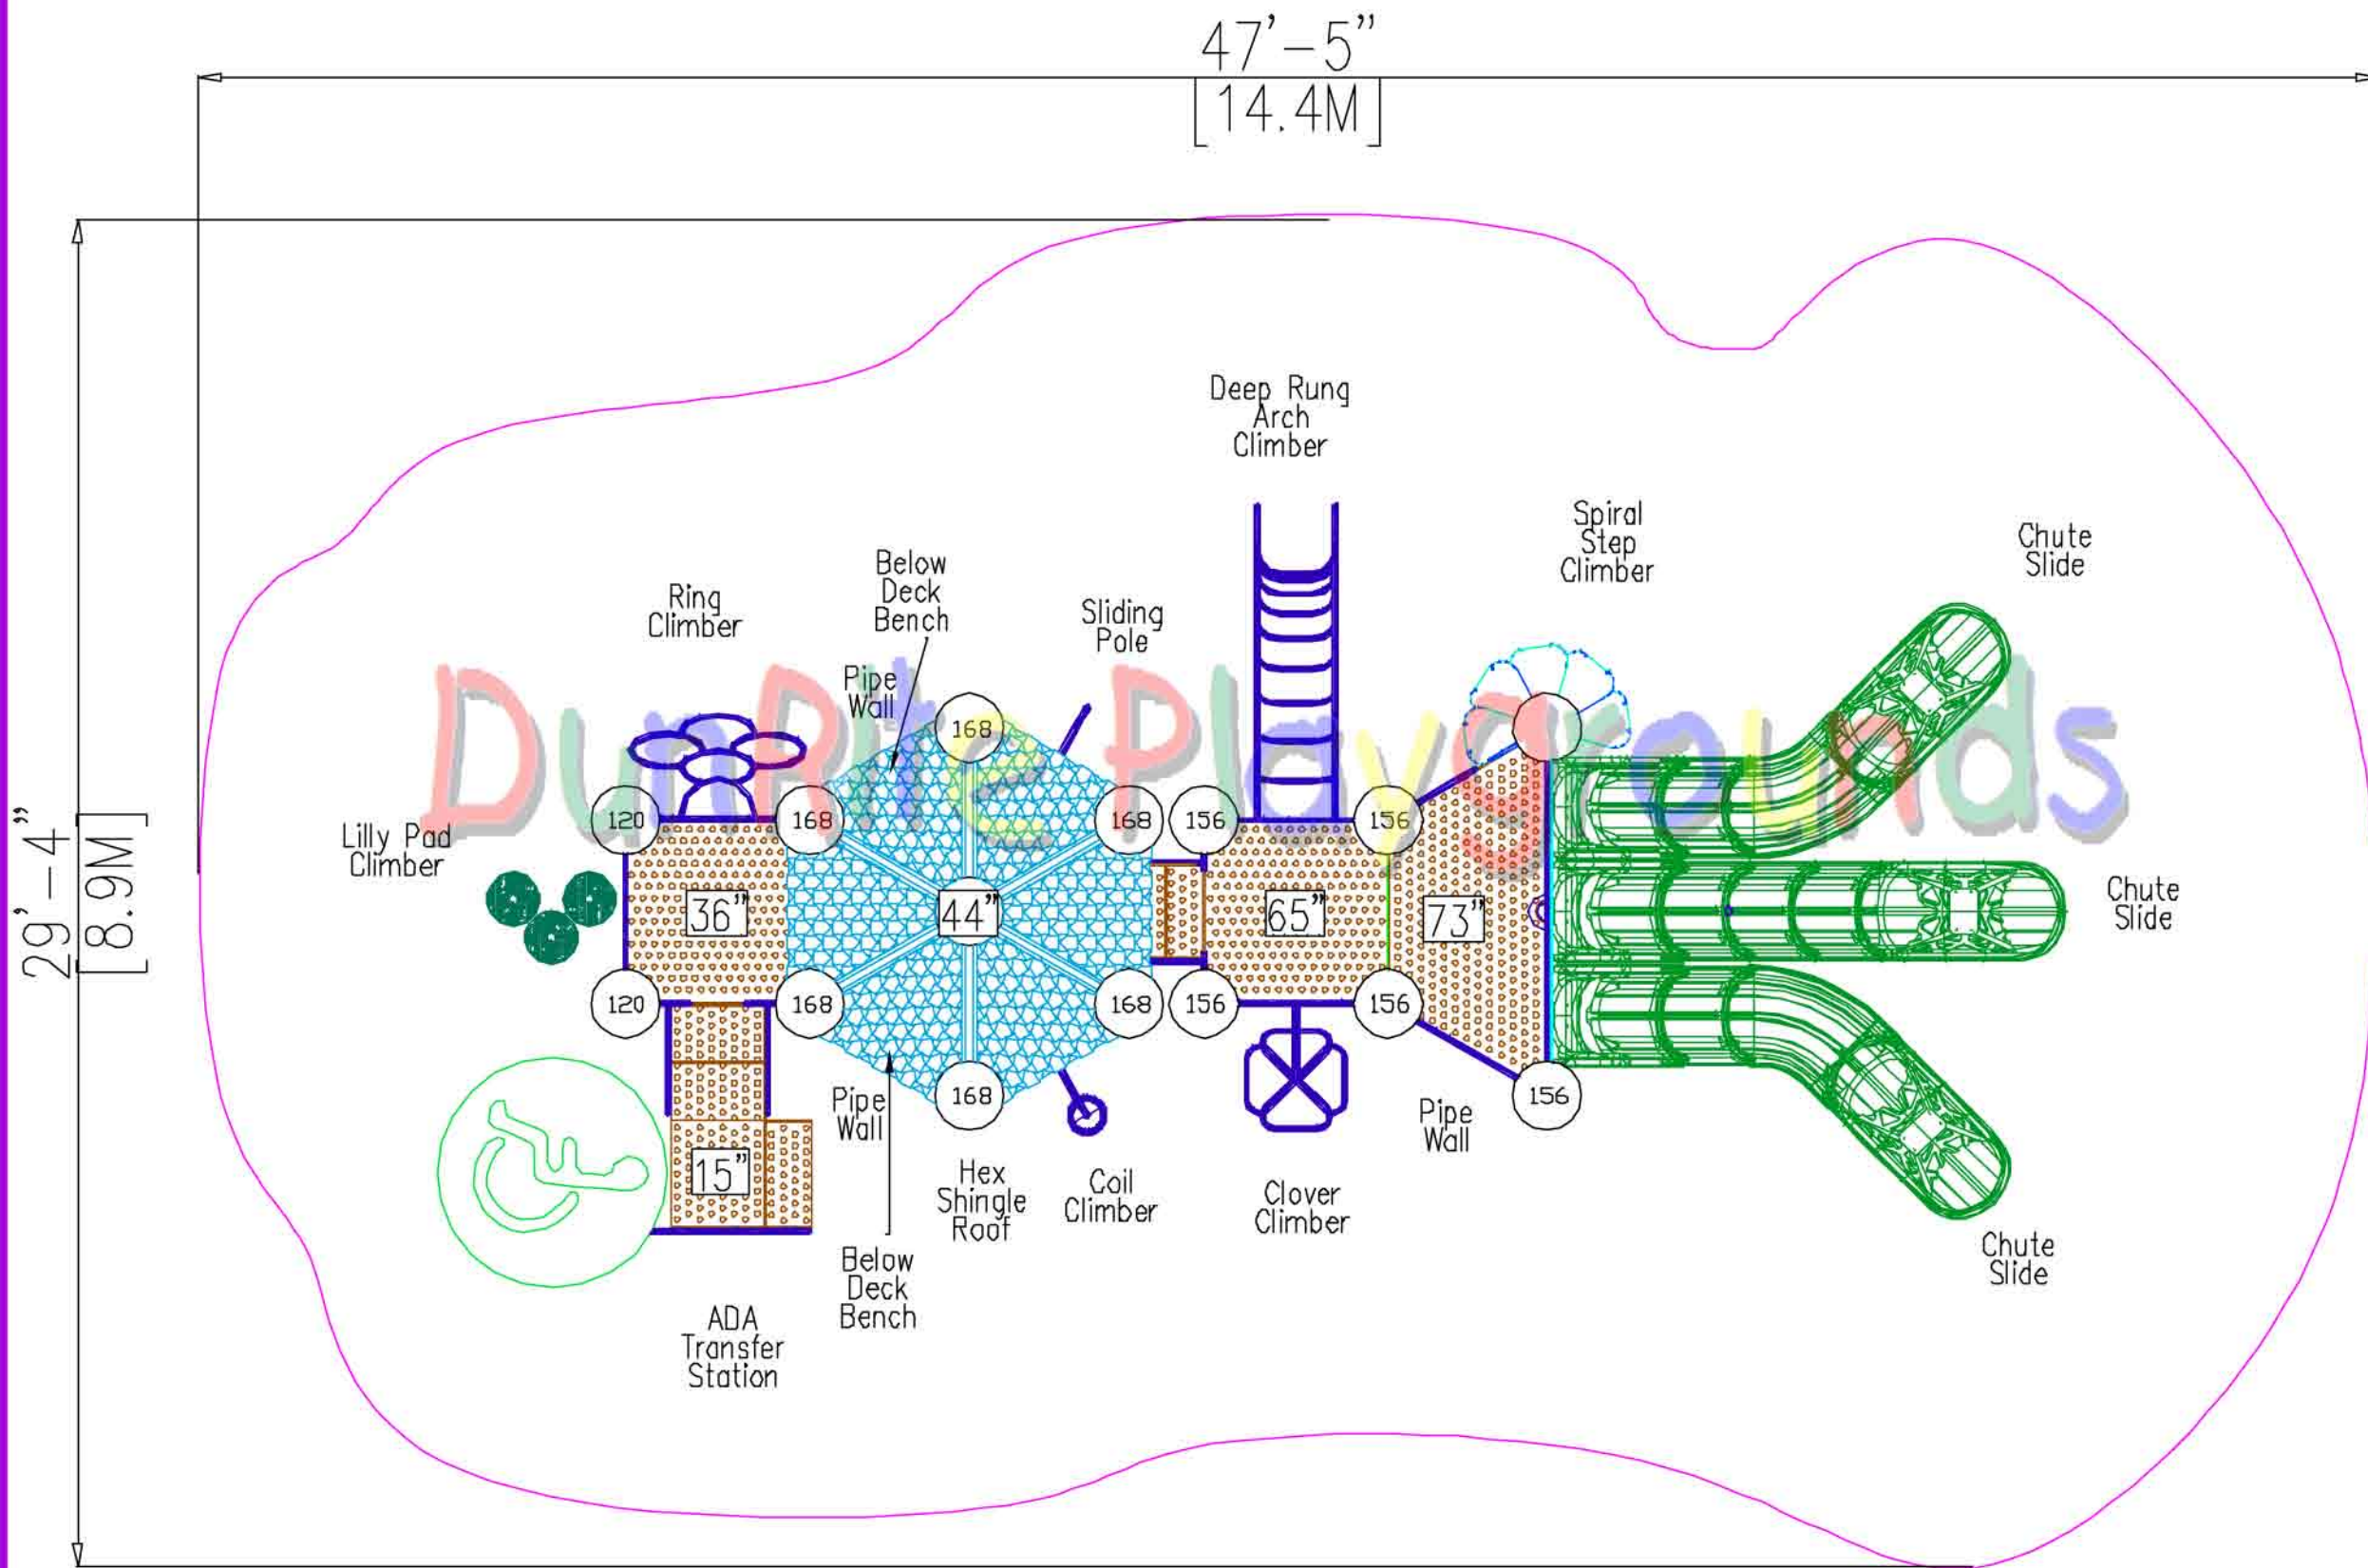 47'-5"
[14.4M]
29'-4"
[8.9M]
Deep Rung
Arch
Climber
Spiral
Step
Climber
Chute
Slide
Below
Deck
Bench
Ring
Climber
Sliding
Pole
Pipe
Wall
DunRite Playgrounds
168
120
168
168
156
156
Lilly Pad
Climber
36"
44"
65"
73"
Chute
Slide
120
168
168
156
156
168
156
Pipe
Wall
Pipe
Wall
15"
Hex
Shingle
Roof
Coil
Climber
Clover
Climber
Chute
Slide
Below
Deck
Bench
ADA
Transfer
Station